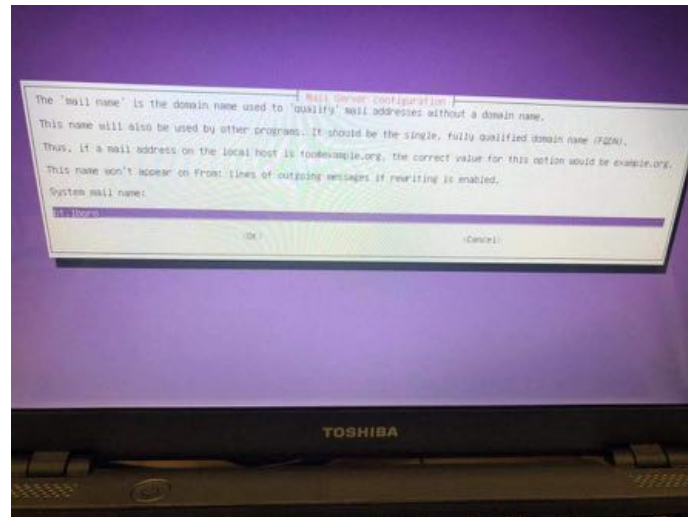 Mail Server configuration
The 'mail name' is the domain name used to 'qualify' mail addresses without a domain name.
This name will also be used by other programs. It should be the single, fully qualified domain name (FQDN).
Thus, if a mail address on the local host is foo@example.org, the correct value for this option would be example.org.
This name won't appear on From: lines of outgoing messages if rewriting is enabled.
System mail name:
<Ok> <Cancel>
TOSHIBA